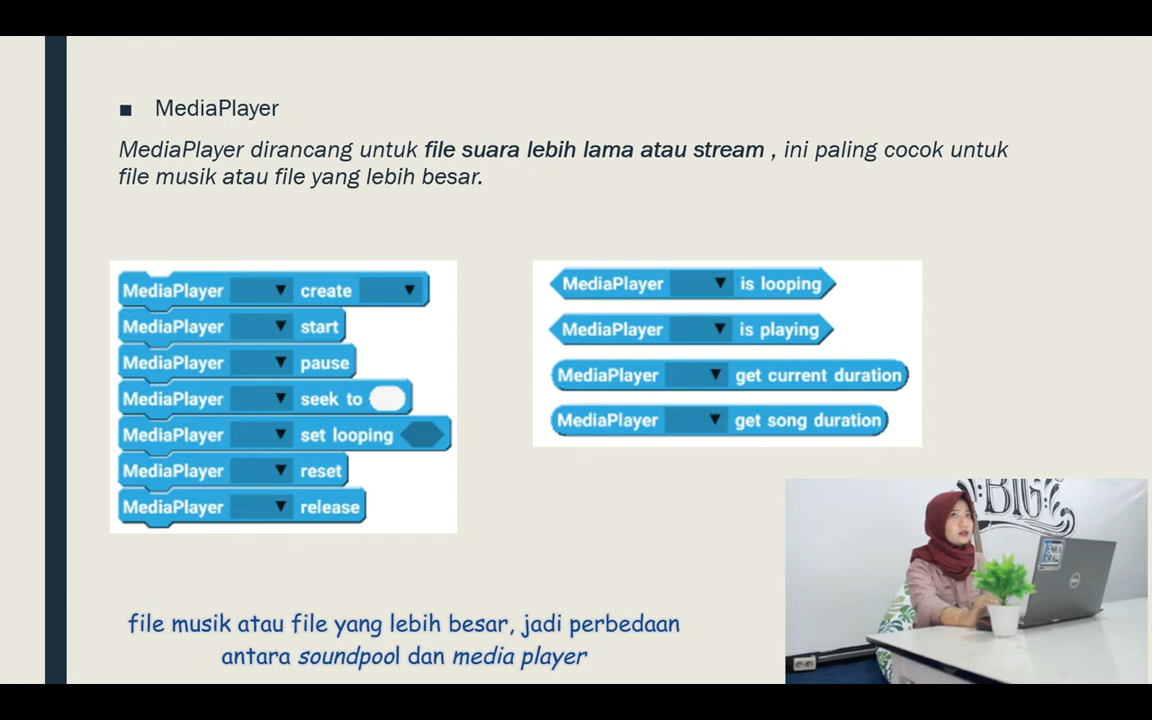 MediaPlayer
MediaPlayer dirancang untuk file suara lebih lama atau stream , ini paling cocok untuk
file musik atau file yang lebih besar.
MediaPlayer create
MediaPlayer start
MediaPlayer pause
MediaPlayer seek to
MediaPlayer set looping
MediaPlayer reset
MediaPlayer release
MediaPlayer is looping
MediaPlayer is playing
MediaPlayer get current duration
MediaPlayer get song duration
BIG
DELL
file musik atau file yang lebih besar, jadi perbedaan
antara soundpool dan media player